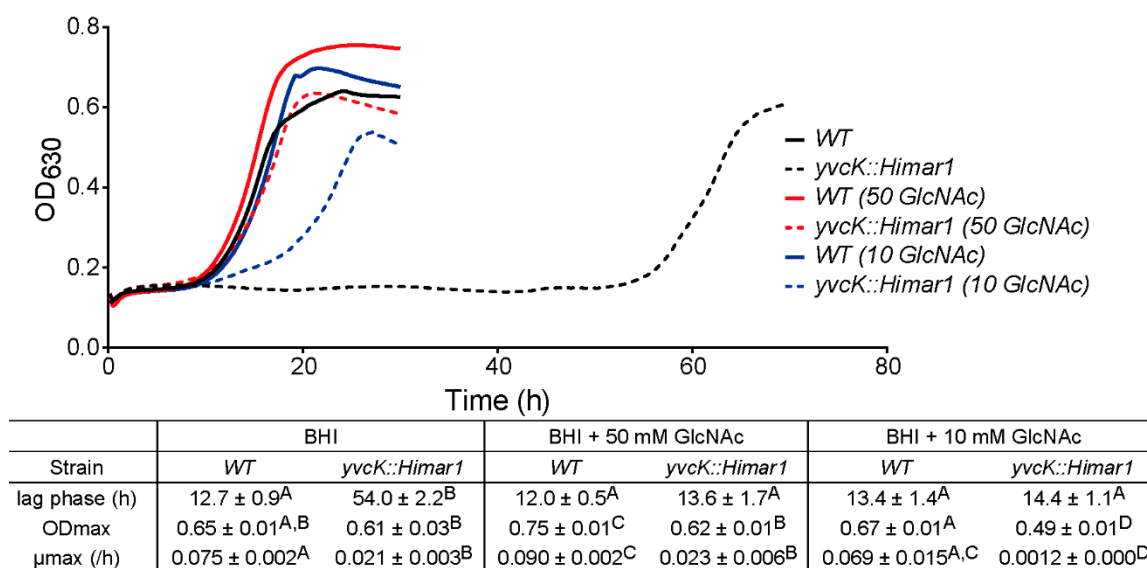 0.8
0.6
0.4
0.2
0.0
OD630
0 20 40 60 80
Time (h)
WT
yvcK::Himar1
WT (50 GlcNAc)
yvcK::Himar1 (50 GlcNAc)
WT (10 GlcNAc)
yvcK::Himar1 (10 GlcNAc)
BHI BHI + 50 mM GlcNAc BHI + 10 mM GlcNAc
Strain WT yvcK::Himar1 WT yvcK::Himar1 WT yvcK::Himar1
lag phase (h) 12.7 ± 0.9A 54.0 ± 2.2B 12.0 ± 0.5A 13.6 ± 1.7A 13.4 ± 1.4A 14.4 ± 1.1A
ODmax 0.65 ± 0.01A,B 0.61 ± 0.03B 0.75 ± 0.01C 0.62 ± 0.01B 0.67 ± 0.01A 0.49 ± 0.01D
µmax (/h) 0.075 ± 0.002A 0.021 ± 0.003B 0.090 ± 0.002C 0.023 ± 0.006B 0.069 ± 0.015A,C 0.0012 ± 0.000D